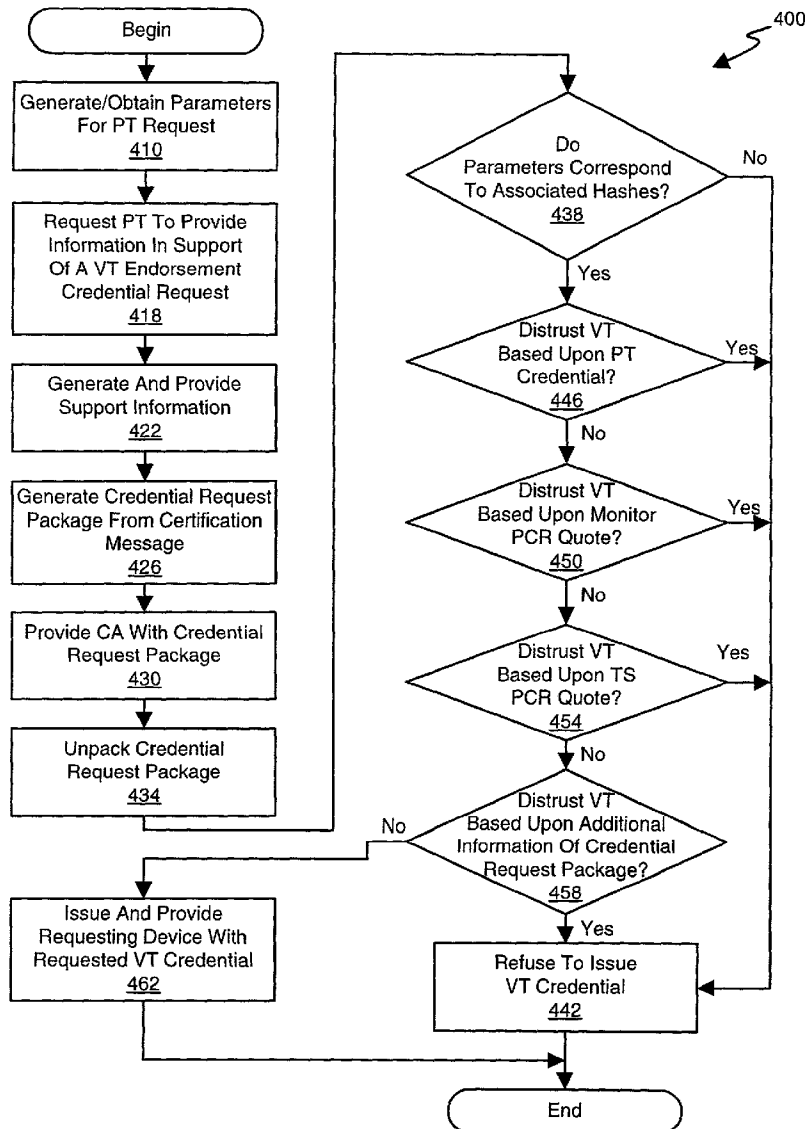 400
Begin
Generate/Obtain Parameters
For PT Request
410
Request PT To Provide
Information In Support
Of A VT Endorsement
Credential Request
418
Generate And Provide
Support Information
422
Generate Credential Request
Package From Certification
Message
426
Provide CA With Credential
Request Package
430
Unpack Credential
Request Package
434
Do
Parameters Correspond
To Associated Hashes?
438
No
Yes
Distrust VT
Based Upon PT
Credential?
446
Yes
No
Distrust VT
Based Upon Monitor
PCR Quote?
450
Yes
No
Distrust VT
Based Upon TS
PCR Quote?
454
Yes
No
Distrust VT
Based Upon Additional
Information Of Credential
Request Package?
458
No
Yes
Issue And Provide
Requesting Device With
Requested VT Credential
462
Refuse To Issue
VT Credential
442
End